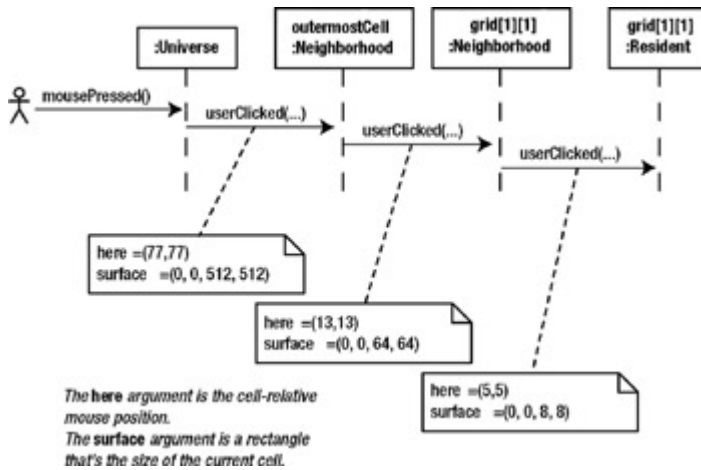 :Universe
outermostCell
:Neighborhood
grid[1][1]
:Neighborhood
grid[1][1]
:Resident
mousePressed()
userClicked(...)
userClicked(...)
userClicked(...)
here =(77,77)
surface =(0, 0, 512, 512)
here =(13,13)
surface =(0, 0, 64, 64)
here =(5,5)
surface =(0, 0, 8, 8)
The here argument is the cell-relative
mouse position.
The surface argument is a rectangle
that's the size of the current cell.